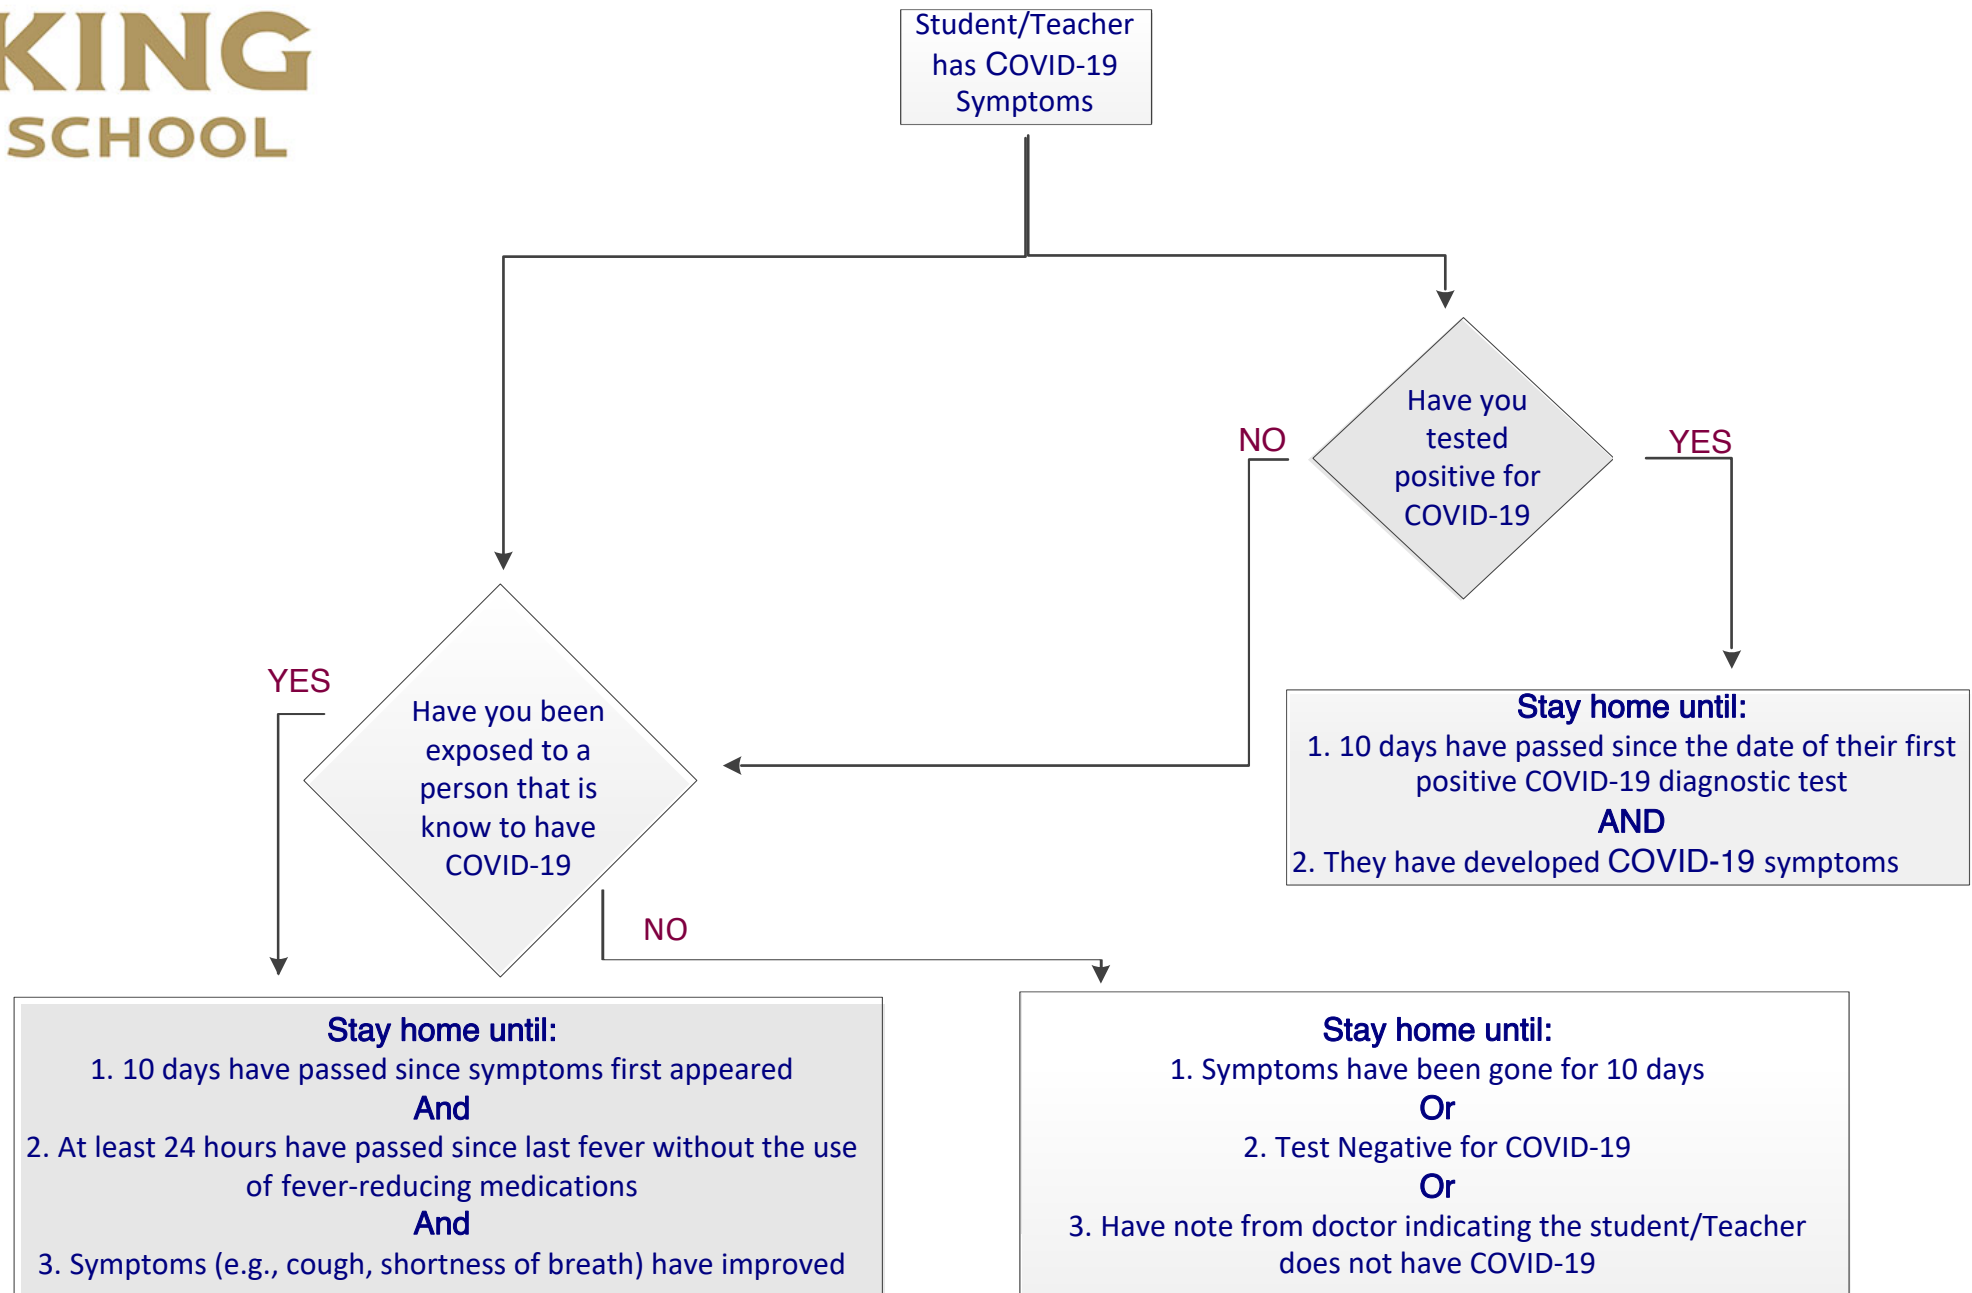 KING
SCHOOL
Student/Teacher
has COVID-19
Symptoms
Have you
tested
positive for
COVID-19
NO
YES
Have you been
exposed to a
person that is
know to have
COVID-19
YES
NO
Stay home until:
1. 10 days have passed since the date of their first
positive COVID-19 diagnostic test
AND
2. They have developed COVID-19 symptoms
Stay home until:
1. 10 days have passed since symptoms first appeared
And
2. At least 24 hours have passed since last fever without the use
of fever-reducing medications
And
3. Symptoms (e.g., cough, shortness of breath) have improved
Stay home until:
1. Symptoms have been gone for 10 days
Or
2. Test Negative for COVID-19
Or
3. Have note from doctor indicating the student/Teacher
does not have COVID-19